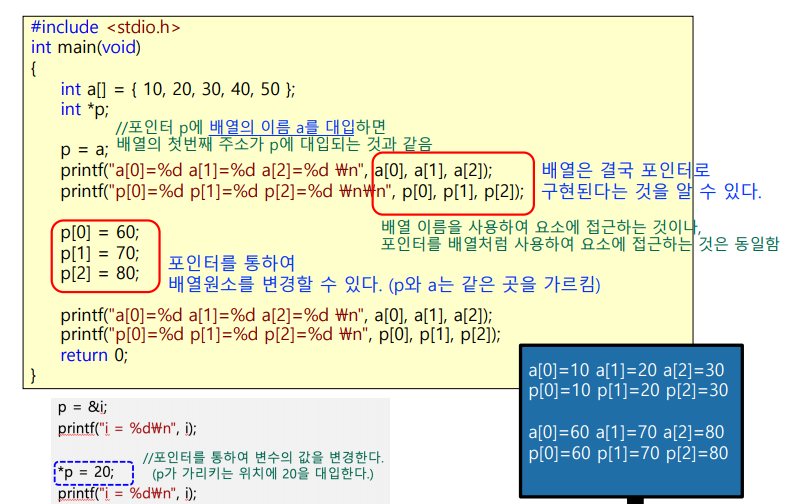 #include <stdio.h>
int main(void)
{
int a[] = { 10, 20, 30, 40, 50 };
int *p;
//포인터 p에 배열의 이름 a를 대입하면
배열의 첫번째 주소가 p에 대입되는 것과 같음
p = a;
printf("a[0]=%d a[1]=%d a[2]=%d ₩n", a[0], a[1], a[2]);
printf("p[0]=%d p[1]=%d p[2]=%d ₩n₩n", p[0], p[1], p[2]);
배열은 결국 포인터로
구현된다는 것을 알 수 있다.
배열 이름을 사용하여 요소에 접근하는 것이나,
포인터를 배열처럼 사용하여 요소에 접근하는 것은 동일함
p[0] = 60;
p[1] = 70;
p[2] = 80;
포인터를 통하여
배열원소를 변경할 수 있다. (p와 a는 같은 곳을 가르킴)
printf("a[0]=%d a[1]=%d a[2]=%d ₩n", a[0], a[1], a[2]);
printf("p[0]=%d p[1]=%d p[2]=%d ₩n", p[0], p[1], p[2]);
return 0;
}
a[0]=10 a[1]=20 a[2]=30
p[0]=10 p[1]=20 p[2]=30
a[0]=60 a[1]=70 a[2]=80
p[0]=60 p[1]=70 p[2]=80
p = &i;
printf("i = %d₩n", i);
//포인터를 통하여 변수의 값을 변경한다.
*p = 20; (p가 가리키는 위치에 20을 대입한다.)
printf("i = %d₩n", i);